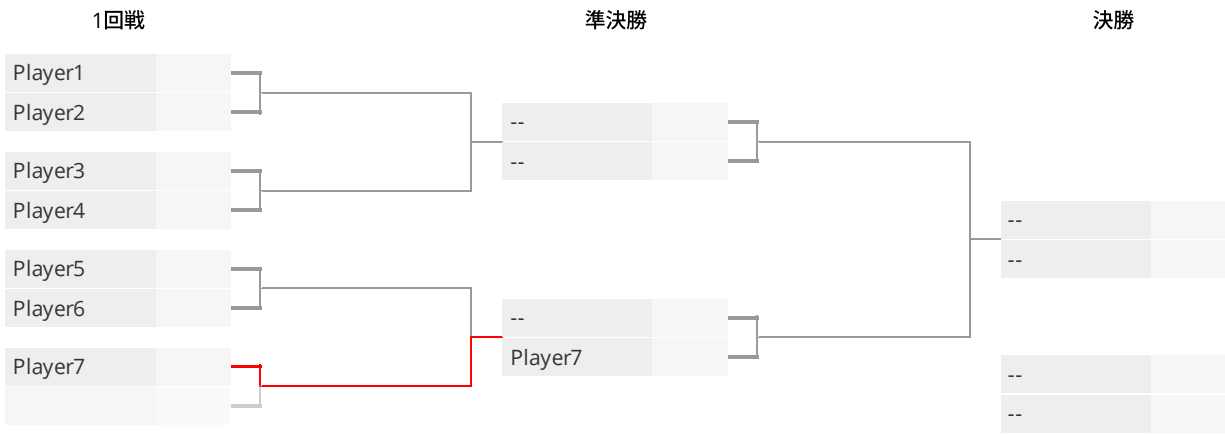 1回戦
準決勝
決勝
Player1
Player2
Player3
Player4
Player5
Player6
Player7
--
--
--
Player7
--
--
--
--